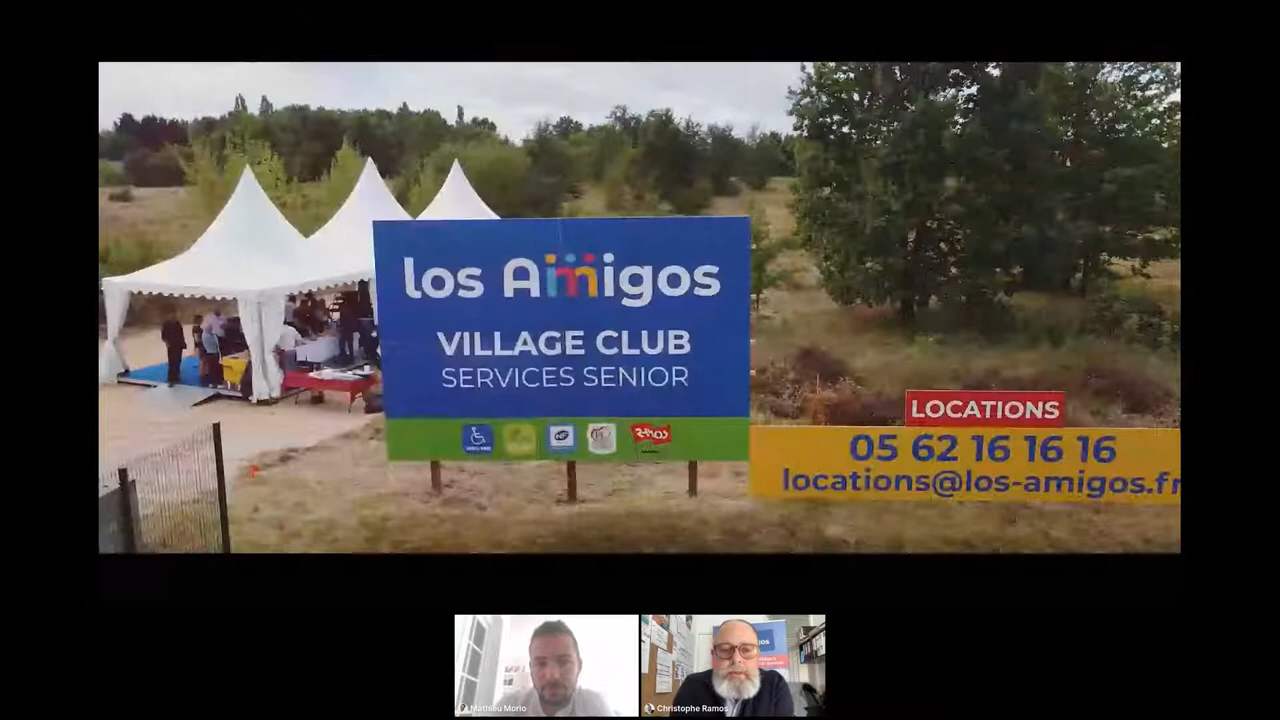 los Amigos
VILLAGE CLUB
SERVICES SENIOR
NF
LOCATIONS
05 62 16 16 16
locations@los-amigos.fr
Mathieu Morio
Christophe Ramos